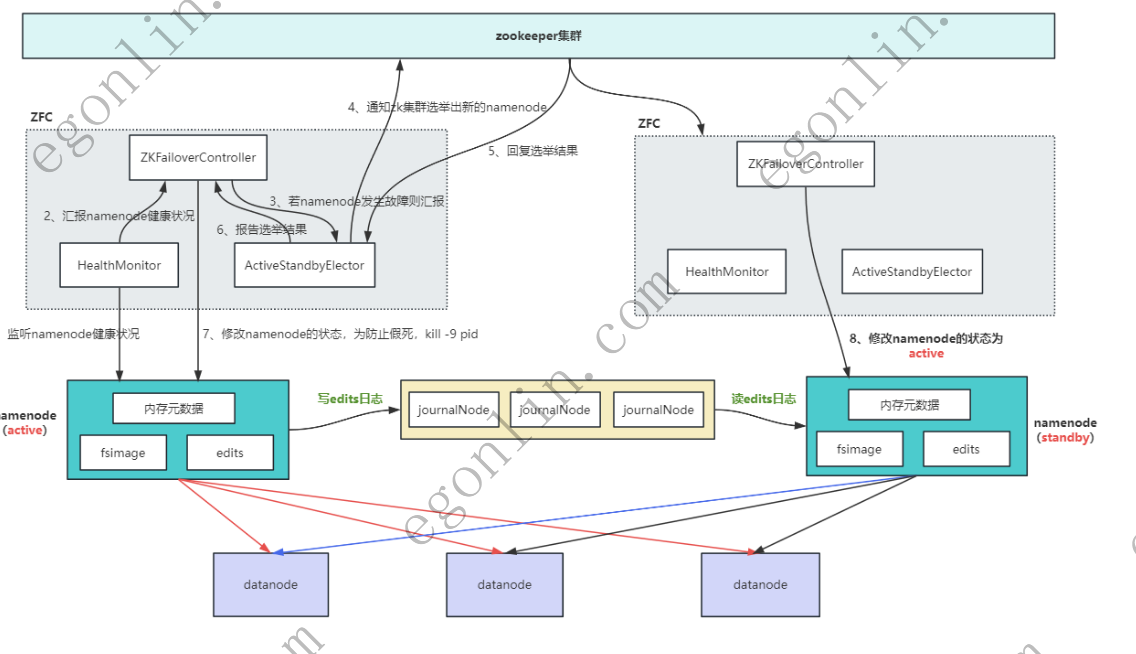 zookeeper集群
4、通知zk集群选举出新的namenode
5、回复选举结果
ZFC
ZKFailoverController
3、若namenode发生故障则汇报
2、汇报namenode健康状况
6、报告选举结果
HealthMonitor
ActiveStandbyElector
ZFC
ZKFailoverController
HealthMonitor
ActiveStandbyElector
监听namenode健康状况
7、修改namenode的状态，为防止假死，kill -9 pid
8、修改namenode的状态为
active
namenode
(active)
内存元数据
fsimage
edits
写edits日志
journalNode
journalNode
journalNode
读edits日志
内存元数据
fsimage
edits
namenode
(standby)
datanode
datanode
datanode
egonlin.
egonlin.
egonlin.com